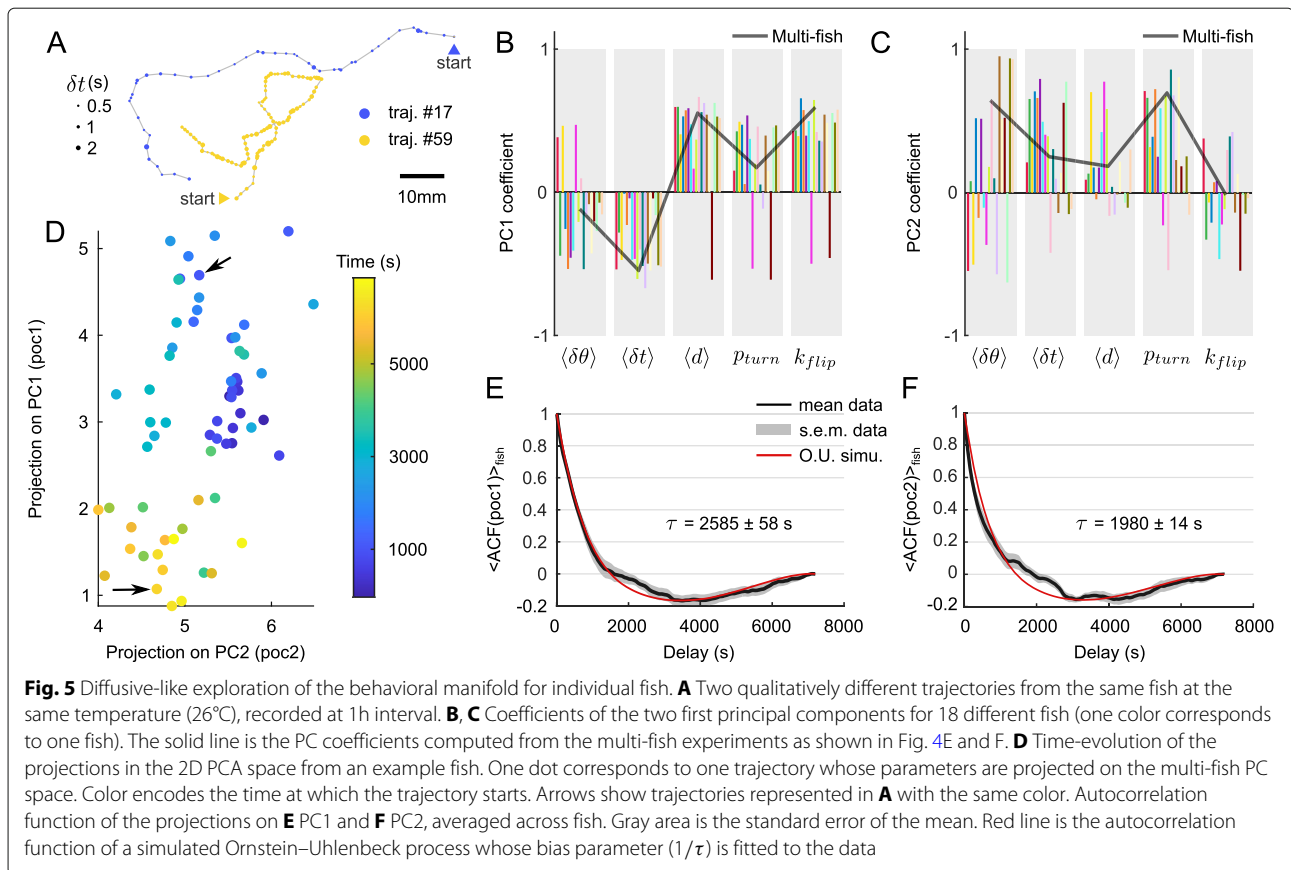 A
δt(s)
0.5
1
2
start
traj. #17
traj. #59
start
10mm
B
Multi-fish
1
0
-1
PC1 coefficient
⟨δθ⟩ ⟨δt⟩ ⟨d⟩ p_turn k_flip
C
Multi-fish
1
0
-1
PC2 coefficient
⟨δθ⟩ ⟨δt⟩ ⟨d⟩ p_turn k_flip
D
Time (s)
5000
3000
1000
5
4
3
2
1
Projection on PC1 (poc1)
4 5 6
Projection on PC2 (poc2)
E
mean data
s.e.m. data
O.U. simu.
τ = 2585 ± 58 s
1
0.8
0.6
0.4
0.2
0
-0.2
<ACF(poc1)>fish
0 2000 4000 6000 8000
Delay (s)
F
τ = 1980 ± 14 s
1
0.8
0.6
0.4
0.2
0
-0.2
<ACF(poc2)>fish
0 2000 4000 6000 8000
Delay (s)
Fig. 5 Diffusive-like exploration of the behavioral manifold for individual fish. A Two qualitatively different trajectories from the same fish at the
same temperature (26°C), recorded at 1h interval. B, C Coefficients of the two first principal components for 18 different fish (one color corresponds
to one fish). The solid line is the PC coefficients computed from the multi-fish experiments as shown in Fig. 4E and F. D Time-evolution of the
projections in the 2D PCA space from an example fish. One dot corresponds to one trajectory whose parameters are projected on the multi-fish PC
space. Color encodes the time at which the trajectory starts. Arrows show trajectories represented in A with the same color. Autocorrelation
function of the projections on E PC1 and F PC2, averaged across fish. Gray area is the standard error of the mean. Red line is the autocorrelation
function of a simulated Ornstein–Uhlenbeck process whose bias parameter (1/τ) is fitted to the data